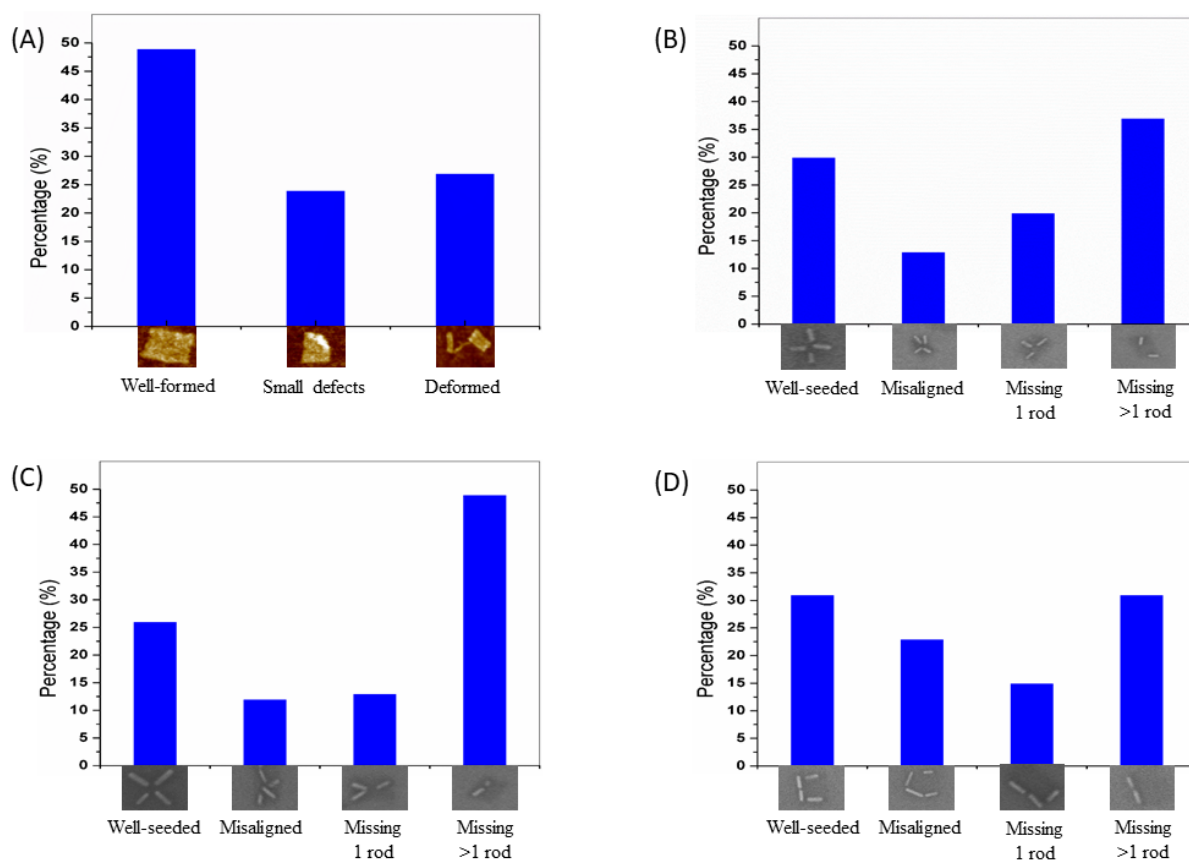 (A)
Percentage (%)
50
45
40
35
30
25
20
15
10
5
0
Well-formed
Small defects
Deformed
(B)
Percentage (%)
50
45
40
35
30
25
20
15
10
5
0
Well-seeded
Misaligned
Missing
1 rod
Missing
>1 rod
(C)
Percentage (%)
50
45
40
35
30
25
20
15
10
5
0
Well-seeded
Misaligned
Missing
1 rod
Missing
>1 rod
(D)
Percentage (%)
50
45
40
35
30
25
20
15
10
5
0
Well-seeded
Misaligned
Missing
1 rod
Missing
>1 rod